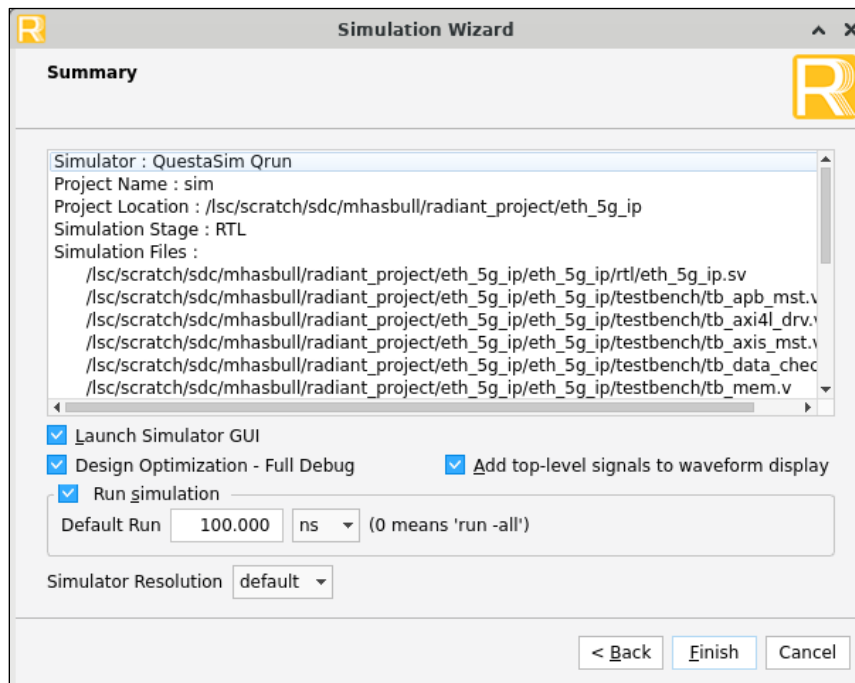 Simulation Wizard
Summary
Simulator : QuestaSim Qrun
Project Name : sim
Project Location : /lsc/scratch/sdc/mhasbull/radiant_project/eth_5g_ip
Simulation Stage : RTL
Simulation Files :
/lsc/scratch/sdc/mhasbull/radiant_project/eth_5g_ip/eth_5g_ip/rtl/eth_5g_ip.sv
/lsc/scratch/sdc/mhasbull/radiant_project/eth_5g_ip/eth_5g_ip/testbench/tb_apb_mst.v
/lsc/scratch/sdc/mhasbull/radiant_project/eth_5g_ip/eth_5g_ip/testbench/tb_axi4l_drv.v
/lsc/scratch/sdc/mhasbull/radiant_project/eth_5g_ip/eth_5g_ip/testbench/tb_axis_mst.v
/lsc/scratch/sdc/mhasbull/radiant_project/eth_5g_ip/eth_5g_ip/testbench/tb_data_chec
/lsc/scratch/sdc/mhasbull/radiant_project/eth_5g_ip/eth_5g_ip/testbench/tb_mem.v
Launch Simulator GUI
Design Optimization - Full Debug Add top-level signals to waveform display
Run simulation
Default Run 100.000 ns (0 means 'run -all')
Simulator Resolution default
< Back Finish Cancel